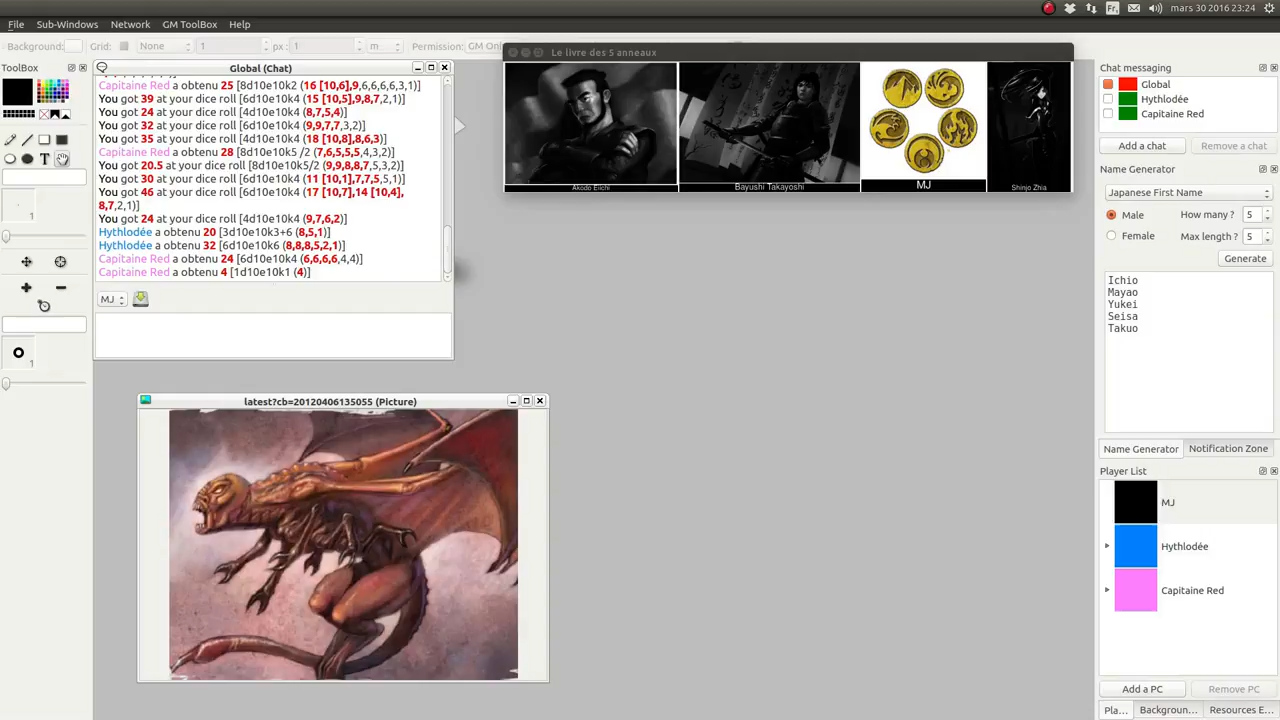 Fr
mars 30 2016 23:24
File Sub-Windows Network GM ToolBox Help
Background: Grid: None 1 px : 1 m Permission: GM Onl
ToolBox
1
1
Global (Chat)
Capitaine Red a obtenu 25 [8d10e10k2 (16 [10,6],9,6,6,6,6,3,1)]
You got 39 at your dice roll [6d10e10k4 (15 [10,5],9,8,7,2,1)]
You got 24 at your dice roll [4d10e10k4 (8,7,5,4)]
You got 32 at your dice roll [6d10e10k4 (9,9,7,7,3,2)]
You got 35 at your dice roll [4d10e10k4 (18 [10,8],8,6,3)]
Capitaine Red a obtenu 28 [8d10e10k5 /2 (7,6,5,5,5,4,3,2)]
You got 20.5 at your dice roll [8d10e10k5/2 (9,9,8,8,7,5,3,2)]
You got 30 at your dice roll [6d10e10k4 (11 [10,1],7,7,5,5,1)]
You got 46 at your dice roll [6d10e10k4 (17 [10,7],14 [10,4],
8,7,2,1)]
You got 24 at your dice roll [4d10e10k4 (9,7,6,2)]
Hythlodée a obtenu 20 [3d10e10k3+6 (8,5,1)]
Hythlodée a obtenu 32 [6d10e10k6 (8,8,8,5,2,1)]
Capitaine Red a obtenu 24 [6d10e10k4 (6,6,6,6,4,4)]
Capitaine Red a obtenu 4 [1d10e10k1 (4)]
MJ
latest?cb=20120406135055 (Picture)
Le livre des 5 anneaux
Akodo Eiichi
Bayushi Takayoshi
MJ
Shinjo Zhia
Chat messaging
Global
Hythlodée
Capitaine Red
Add a chat Remove a chat
Name Generator
Japanese First Name
Male How many ? 5
Female Max length ? 5
Generate
Ichio
Mayao
Yukei
Seisa
Takuo
Name Generator Notification Zone
Player List
MJ
Hythlodée
Capitaine Red
Add a PC Remove PC
Pla... Backgroun... Resources E...